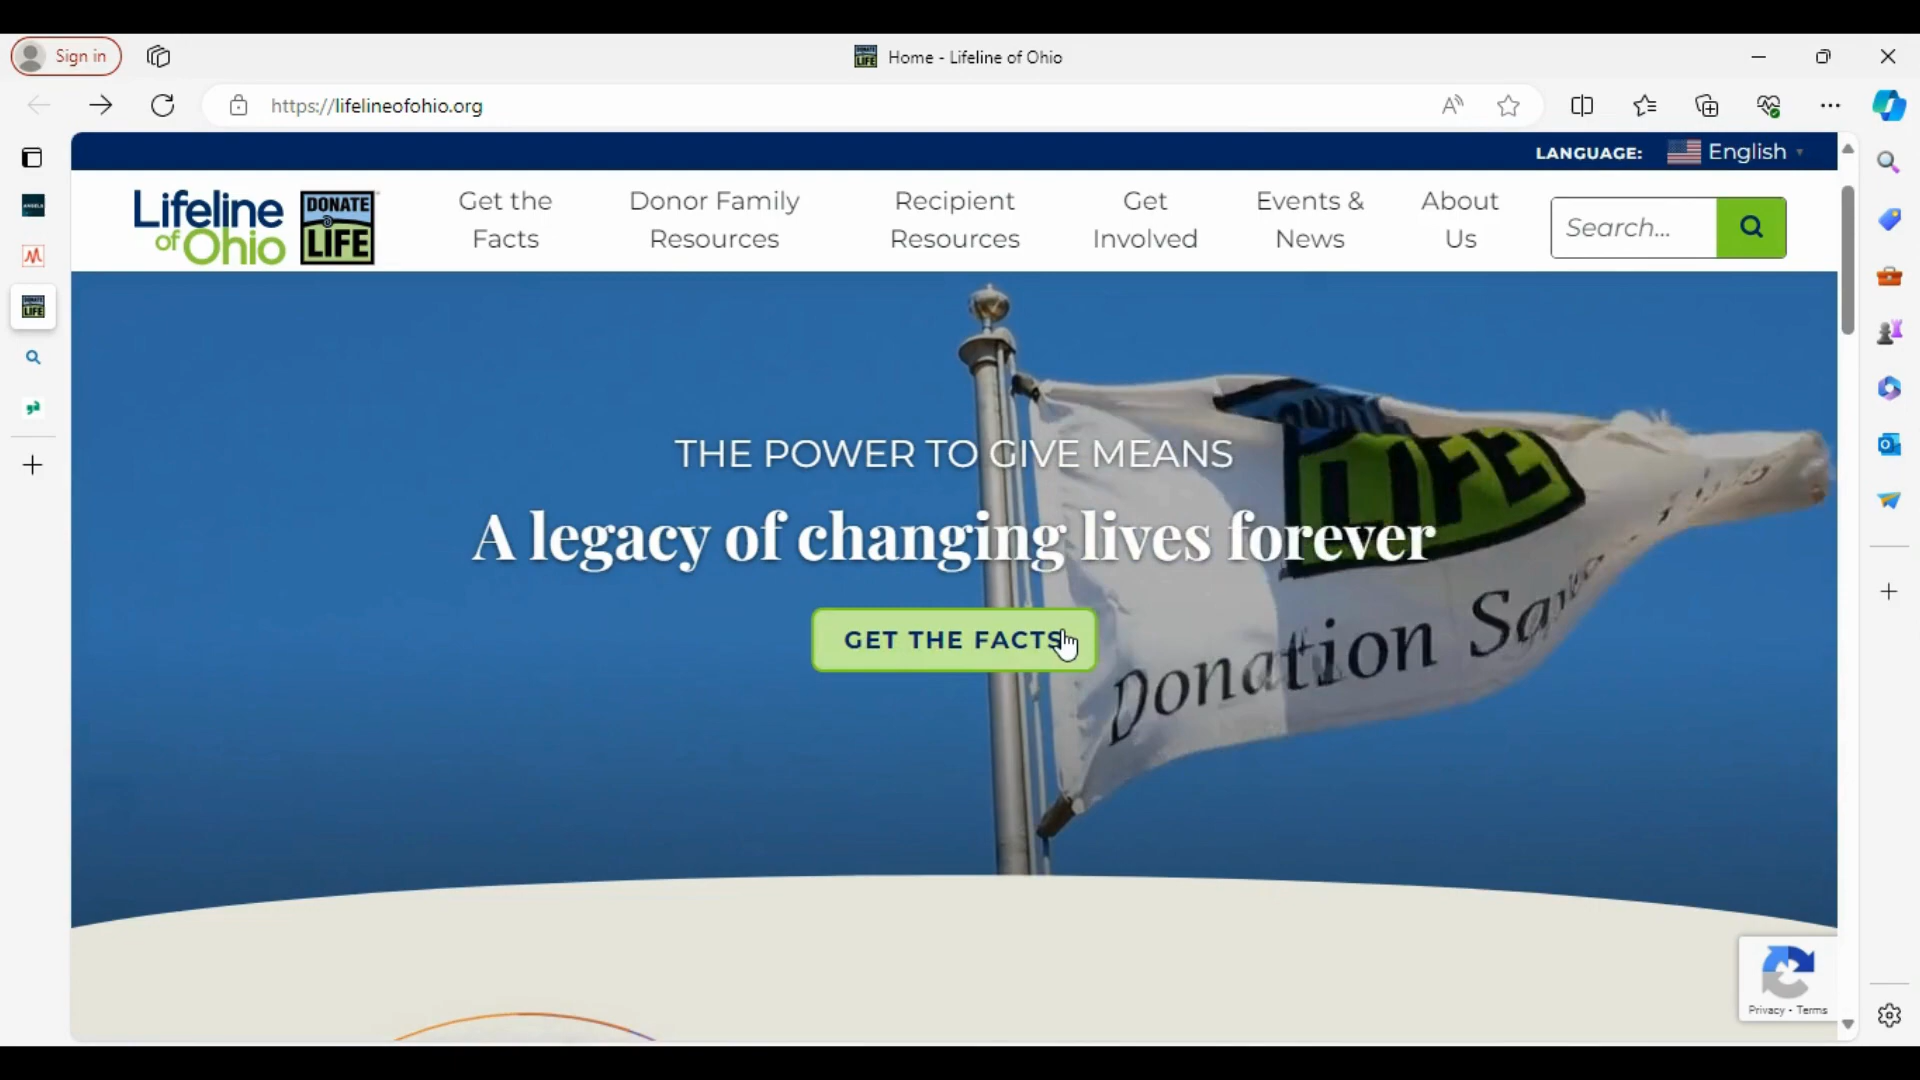 Sign in
Home - Lifeline of Ohio
https://lifelineofohio.org
LANGUAGE: English
Lifeline
of Ohio
DONATE
LIFE
Get the
Facts
Donor Family
Resources
Recipient
Resources
Get
Involved
Events &
News
About
Us
Search...
THE POWER TO GIVE MEANS
A legacy of changing lives forever
GET THE FACTS
LIFE
Donation
Privacy - Terms